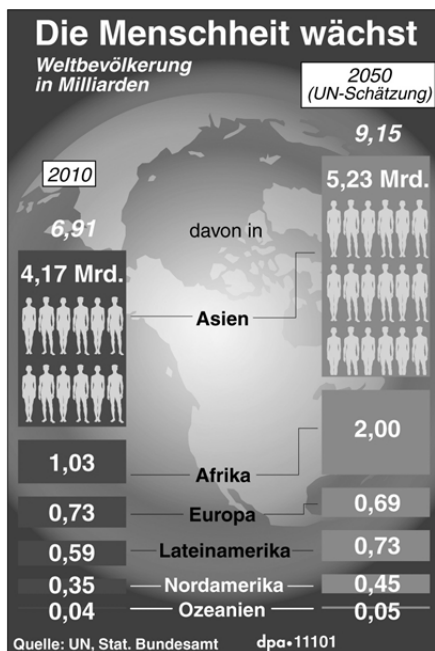 Die Menschheit wächst
Weltbevölkerung
in Milliarden
2050
(UN-Schätzung)
9,15
2010
6,91
davon in
5,23 Mrd.
4,17 Mrd.
Asien
2,00
1,03
Afrika
0,69
0,73
Europa
0,59
Lateinamerika
0,73
0,35
Nordamerika
0,45
0,04
Ozeanien
0,05
Quelle: UN, Stat. Bundesamt
dpa•11101